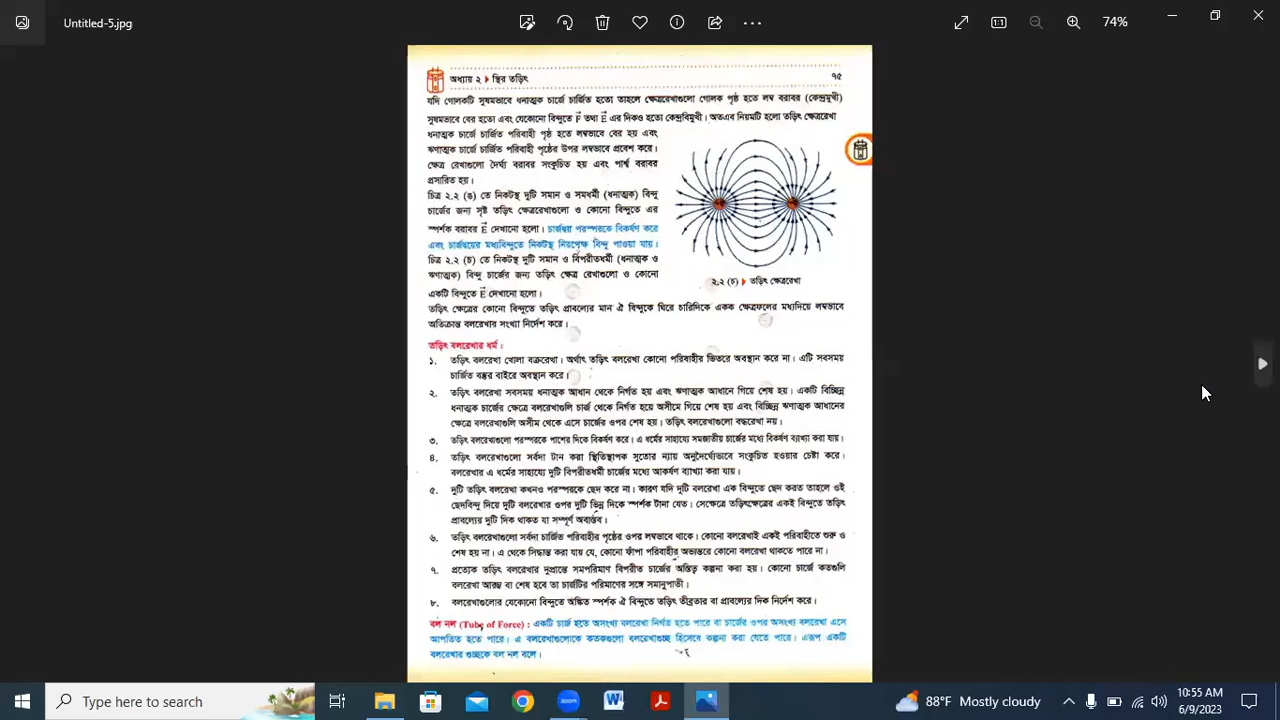 Untitled-5.jpg
74%
অধ্যায় ২ ▸ স্থির তড়িৎ
৭৫
যদি গোলকটি সুষমভাবে ধনাত্মক চার্জে চার্জিত হতো তাহলে ক্ষেত্ররেখাগুলো গোলক পৃষ্ঠ হতে লম্ব বরাবর (কেন্দ্রমুখী)
সুষমভাবে বের হতো এবং যেকোনো বিন্দুতে F তথা E এর দিকও হতো কেন্দ্রবিমুখী। অতএব নিয়মটি হলো তড়িৎ ক্ষেত্ররেখা
ধনাত্মক চার্জে চার্জিত পরিবাহী পৃষ্ঠ হতে লম্বভাবে বের হয় এবং
ঋণাত্মক চার্জে চার্জিত পরিবাহী পৃষ্ঠের উপর লম্বভাবে প্রবেশ করে।
ক্ষেত্র রেখাগুলো দৈর্ঘ্য বরাবর সংকুচিত হয় এবং পার্শ্ব বরাবর
প্রসারিত হয়।
চিত্র ২.২ (ঙ) তে নিকটস্থ দুটি সমান ও সমধর্মী (ধনাত্মক) বিন্দু
চার্জের জন্য সৃষ্ট তড়িৎ ক্ষেত্ররেখাগুলো ও কোনো বিন্দুতে এর
স্পর্শক বরাবর E দেখানো হলো। চার্জদ্বয় পরস্পরকে বিকর্ষণ করে
এবং চার্জদ্বয়ের মধ্যবিন্দুতে নিকটস্থ নিরপেক্ষ বিন্দু পাওয়া যায়।
চিত্র ২.২ (চ) তে নিকটস্থ দুটি সমান ও বিপরীতধর্মী (ধনাত্মক ও
ঋণাত্মক) বিন্দু চার্জের জন্য তড়িৎ ক্ষেত্র রেখাগুলো ও কোনো
একটি বিন্দুতে E দেখানো হলো।
২.২ (চ) ▸ তড়িৎ ক্ষেত্ররেখা
তড়িৎ ক্ষেত্রের কোনো বিন্দুতে তড়িৎ প্রাবল্যের মান ঐ বিন্দুকে ঘিরে চারিদিকে একক ক্ষেত্রফলের মধ্যদিয়ে লম্বভাবে
অতিক্রান্ত বলরেখার সংখ্যা নির্দেশ করে।
তড়িৎ বলরেখার ধর্ম :
১. তড়িৎ বলরেখা খোলা বক্ররেখা। অর্থাৎ তড়িৎ বলরেখা কোনো পরিবাহীর ভিতরে অবস্থান করে না। এটি সবসময়
চার্জিত বস্তুর বাইরে অবস্থান করে।
২. তড়িৎ বলরেখা সবসময় ধনাত্মক আধান থেকে নির্গত হয় এবং ঋণাত্মক আধানে গিয়ে শেষ হয়। একটি বিচ্ছিন্ন
ধনাত্মক চার্জের ক্ষেত্রে বলরেখাগুলি চার্জ থেকে নির্গত হয়ে অসীমে গিয়ে শেষ হয় এবং বিচ্ছিন্ন ঋণাত্মক আধানের
ক্ষেত্রে বলরেখাগুলি অসীম থেকে এসে চার্জের ওপর শেষ হয়। তড়িৎ বলরেখাগুলো বদ্ধরেখা নয়।
৩. তড়িৎ বলরেখাগুলো পরস্পরকে পাশের দিকে বিকর্ষণ করে। এ ধর্মের সাহায্যে সমজাতীয় চার্জের মধ্যে বিকর্ষণ ব্যাখ্যা করা যায়।
৪. তড়িৎ বলরেখাগুলো সর্বদা টান করা স্থিতিস্থাপক সুতোর ন্যায় অনুদৈর্ঘ্যভাবে সংকুচিত হওয়ার চেষ্টা করে।
বলরেখার এ ধর্মের সাহায্যে দুটি বিপরীতধর্মী চার্জের মধ্যে আকর্ষণ ব্যাখ্যা করা যায়।
৫. দুটি তড়িৎ বলরেখা কখনও পরস্পরকে ছেদ করে না। কারণ যদি দুটি বলরেখা এক বিন্দুতে ছেদ করত তাহলে ওই
ছেদবিন্দু দিয়ে দুটি বলরেখার ওপর দুটি ভিন্ন দিকে স্পর্শক টানা যেত। সেক্ষেত্রে তড়িৎক্ষেত্রের একই বিন্দুতে তড়িৎ
প্রাবল্যের দুটি দিক থাকত যা সম্পূর্ণ অবাস্তব।
৬. তড়িৎ বলরেখাগুলো সর্বদা চার্জিত পরিবাহীর পৃষ্ঠের ওপর লম্বভাবে থাকে। কোনো বলরেখাই একই পরিবাহীতে শুরু ও
শেষ হয় না। এ থেকে সিদ্ধান্ত করা যায় যে, কোনো ফাঁপা পরিবাহীর অভ্যন্তরে কোনো বলরেখা থাকতে পারে না।
৭. প্রত্যেক তড়িৎ বলরেখার দুপ্রান্তে সমপরিমাণ বিপরীত চার্জের অস্তিত্ব কল্পনা করা হয়। কোনো চার্জে কতগুলি
বলরেখা আরম্ভ বা শেষ হবে তা চার্জটির পরিমাণের সঙ্গে সমানুপাতী।
৮. বলরেখাগুলোর যেকোনো বিন্দুতে অঙ্কিত স্পর্শক ঐ বিন্দুতে তড়িৎ তীব্রতার বা প্রাবল্যের দিক নির্দেশ করে।
বল নল (Tube of Force) : একটি চার্জ হতে অসংখ্য বলরেখা নির্গত হতে পারে বা চার্জের ওপর অসংখ্য বলরেখা এসে
আপতিত হতে পারে। এ বলরেখাগুলোকে কতকগুলো বলরেখাগুচ্ছ হিসেবে কল্পনা করা যেতে পারে। এরূপ একটি
বলরেখার গুচ্ছকে বল নল বলে।
Type here to search
zoom
88°F Mostly cloudy
5:55 AM
6/9/2023